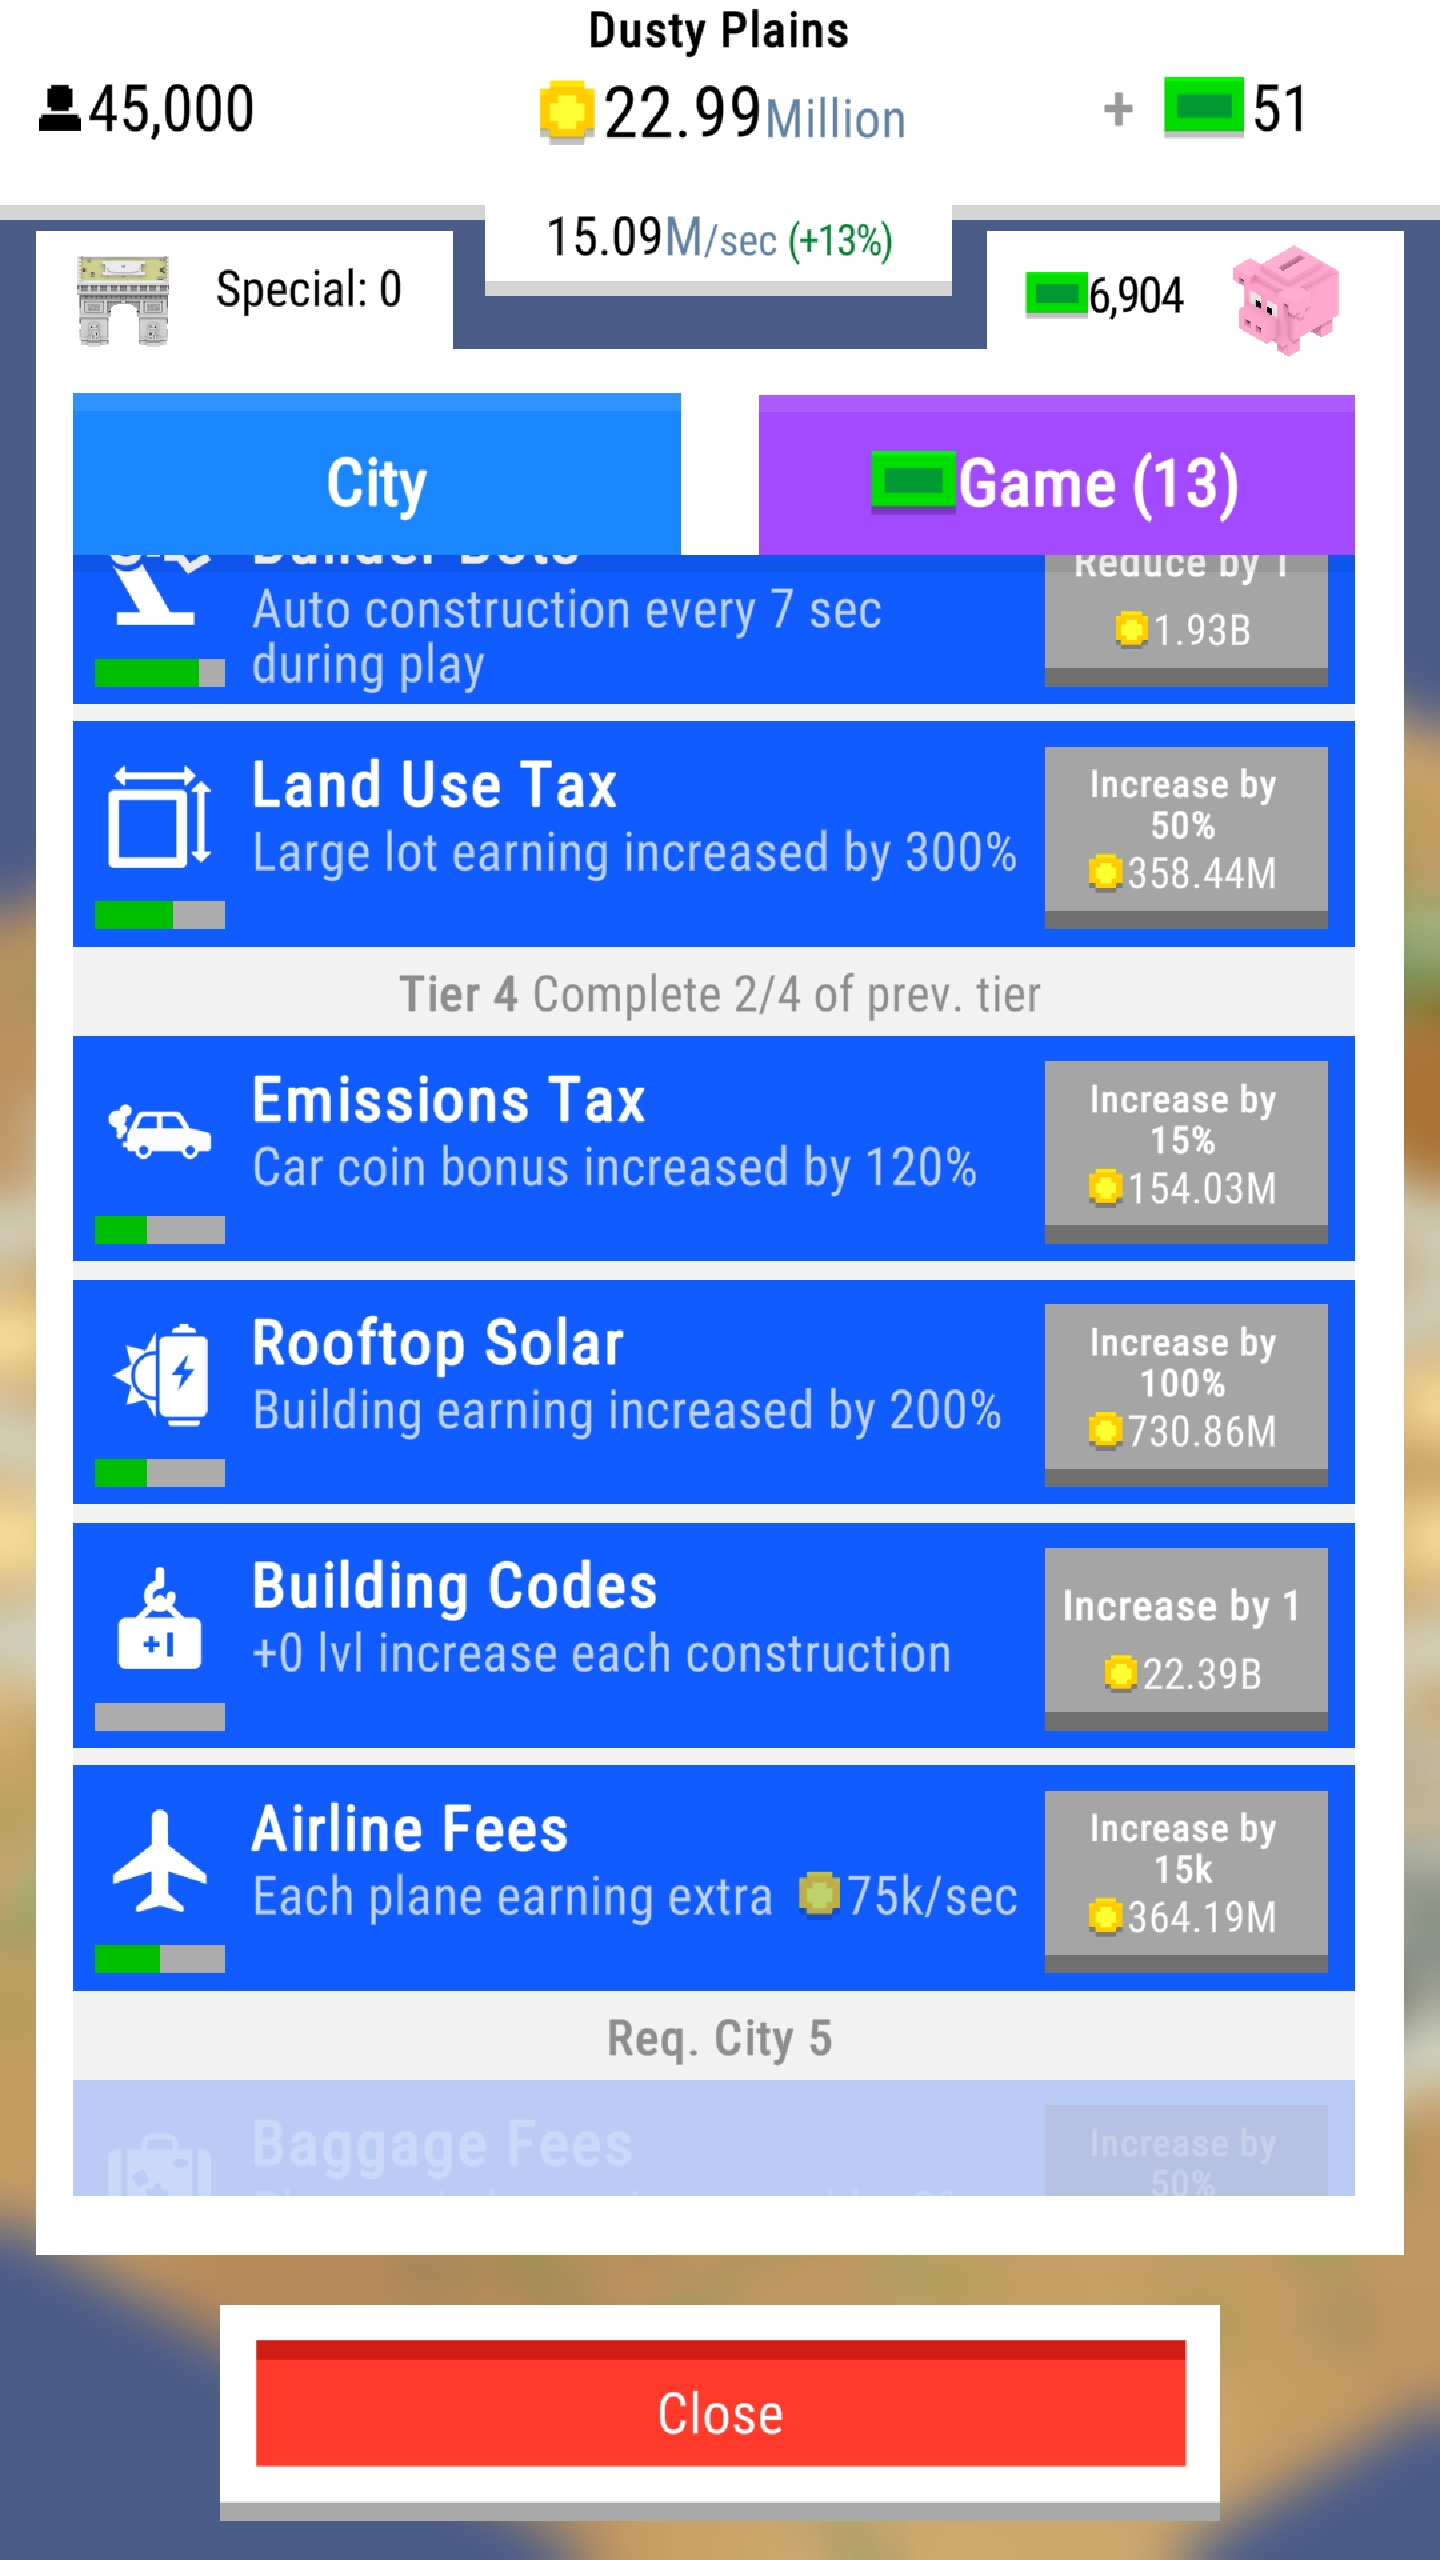 Dusty Plains
45,000
22.99Million
+ 51
15.09M/sec (+13%)
Special: 0
6,904
City
Game (13)
Builder Bots
Auto construction every 7 sec
during play
Reduce by 1
1.93B
Land Use Tax
Large lot earning increased by 300%
Increase by
50%
358.44M
Tier 4 Complete 2/4 of prev. tier
Emissions Tax
Car coin bonus increased by 120%
Increase by
15%
154.03M
Rooftop Solar
Building earning increased by 200%
Increase by
100%
730.86M
+1
Building Codes
+0 lvl increase each construction
Increase by 1
22.39B
Airline Fees
Each plane earning extra 75k/sec
Increase by
15k
364.19M
Req. City 5
Baggage Fees
Increase by
50%
Close